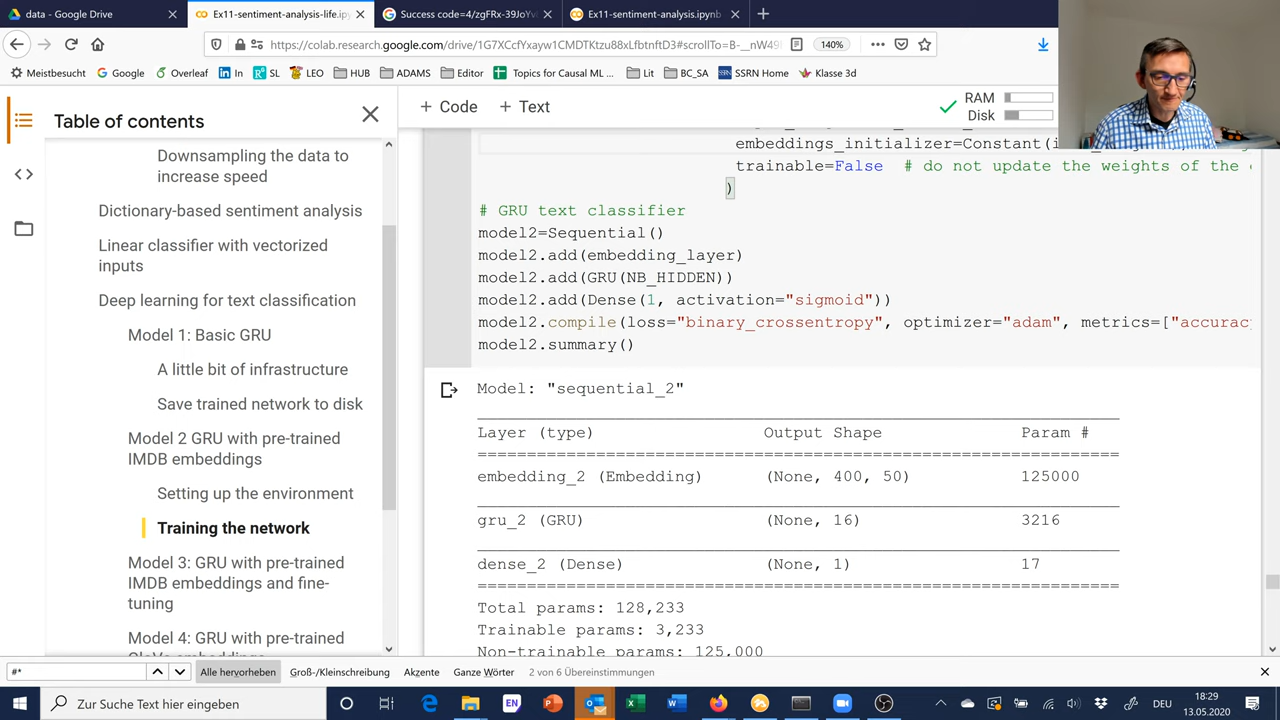 data - Google Drive
Ex11-sentiment-analysis-life.ipy
Success code=4/zgFRx-39JoYv
Ex11-sentiment-analysis.ipynb
https://colab.research.google.com/drive/1G7XCcfYxayw1CMDTKtzu88xLfbtnftD3#scrollTo=B-__nW49
140%
Meistbesucht
Google
Overleaf
In
SL
LEO
HUB
ADAMS
Editor
Topics for Causal ML ...
Lit
BC_SA
SSRN Home
Klasse 3d
Table of contents
Downsampling the data to
increase speed
Dictionary-based sentiment analysis
Linear classifier with vectorized
inputs
Deep learning for text classification
Model 1: Basic GRU
A little bit of infrastructure
Save trained network to disk
Model 2 GRU with pre-trained
IMDB embeddings
Setting up the environment
Training the network
Model 3: GRU with pre-trained
IMDB embeddings and fine-
tuning
Model 4: GRU with pre-trained
+ Code + Text
RAM
Disk
embeddings_initializer=Constant(i
trainable=False # do not update the weights of the
)
# GRU text classifier
model2=Sequential()
model2.add(embedding_layer)
model2.add(GRU(NB_HIDDEN))
model2.add(Dense(1, activation="sigmoid"))
model2.compile(loss="binary_crossentropy", optimizer="adam", metrics=["accurac
model2.summary()
Model: "sequential_2"
Layer (type) Output Shape Param #
embedding_2 (Embedding) (None, 400, 50) 125000
gru_2 (GRU) (None, 16) 3216
dense_2 (Dense) (None, 1) 17
Total params: 128,233
Trainable params: 3,233
Non-trainable params: 125,000
#*
Alle hervorheben
Groß-/Kleinschreibung
Akzente
Ganze Wörter
2 von 6 Übereinstimmungen
Zur Suche Text hier eingeben
EN
DEU
18:29
13.05.2020